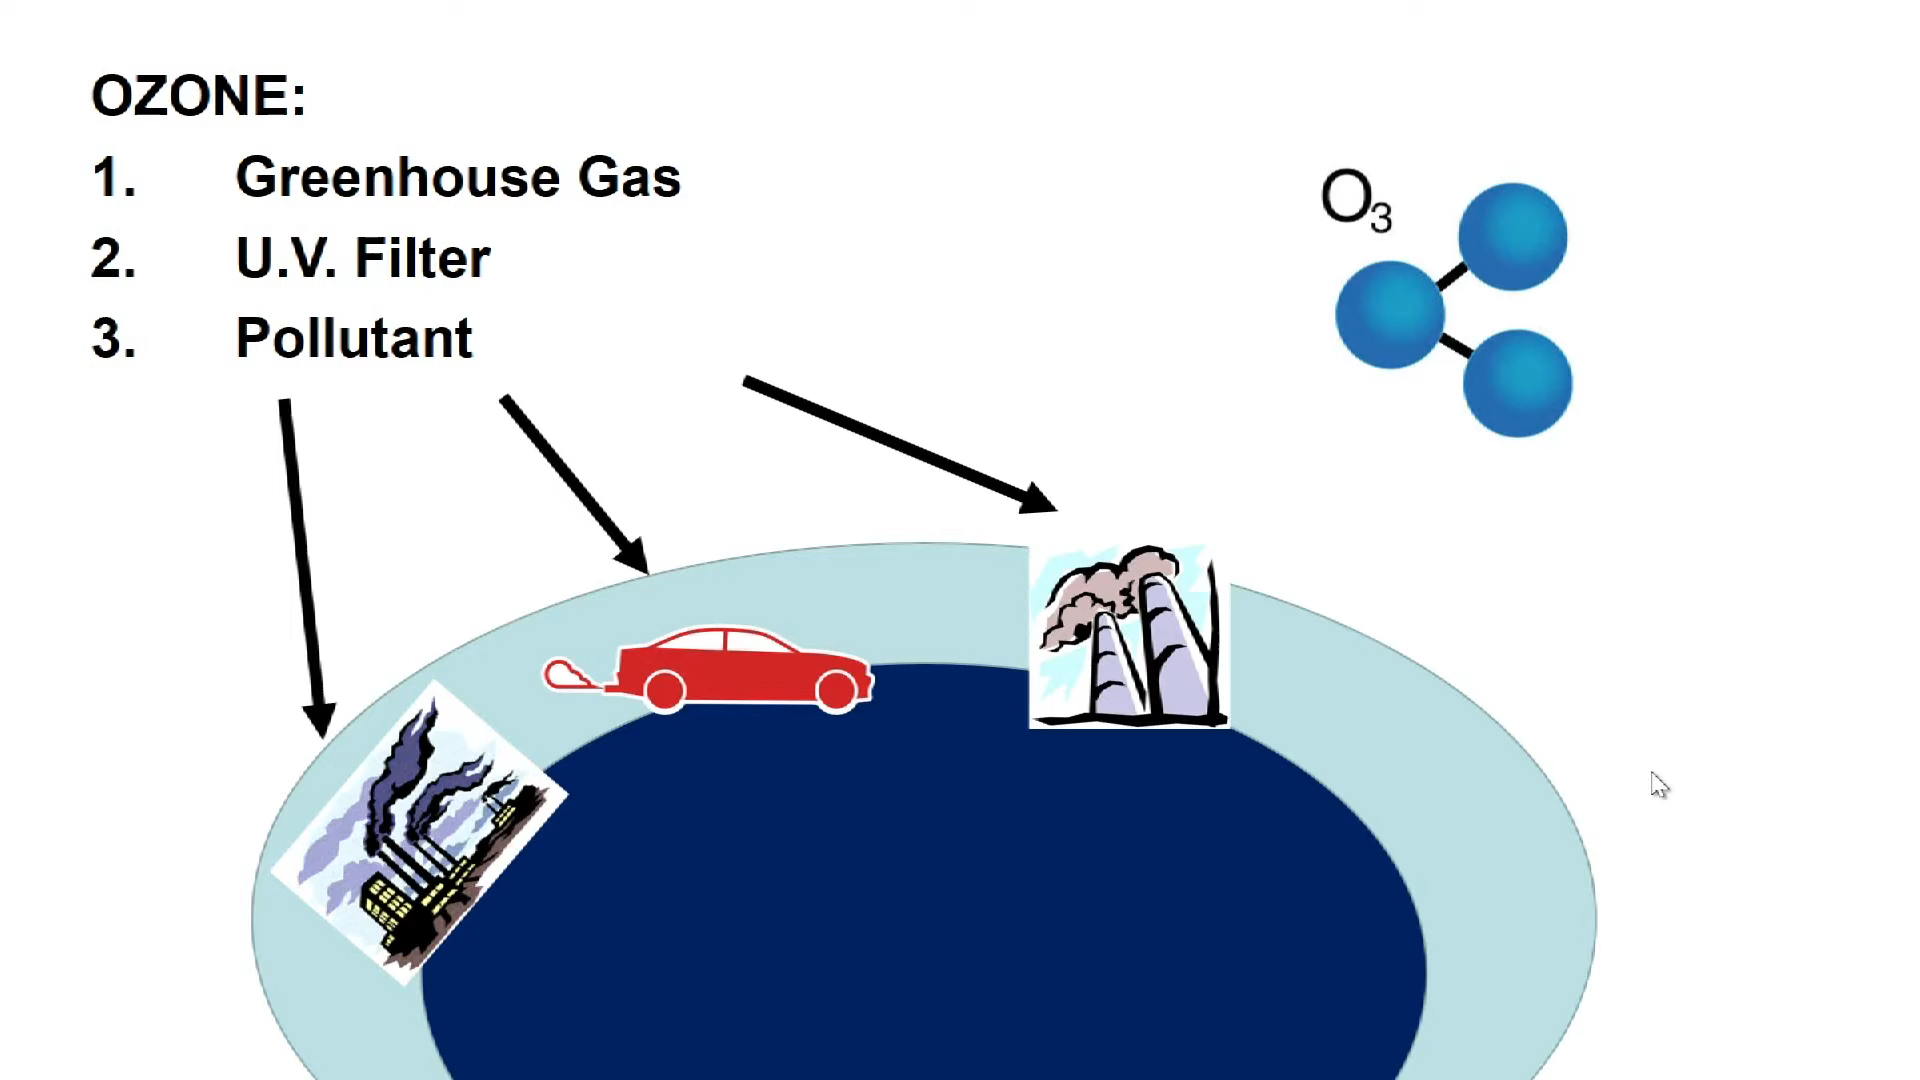 OZONE:
1. Greenhouse Gas
2. U.V. Filter
3. Pollutant
O3